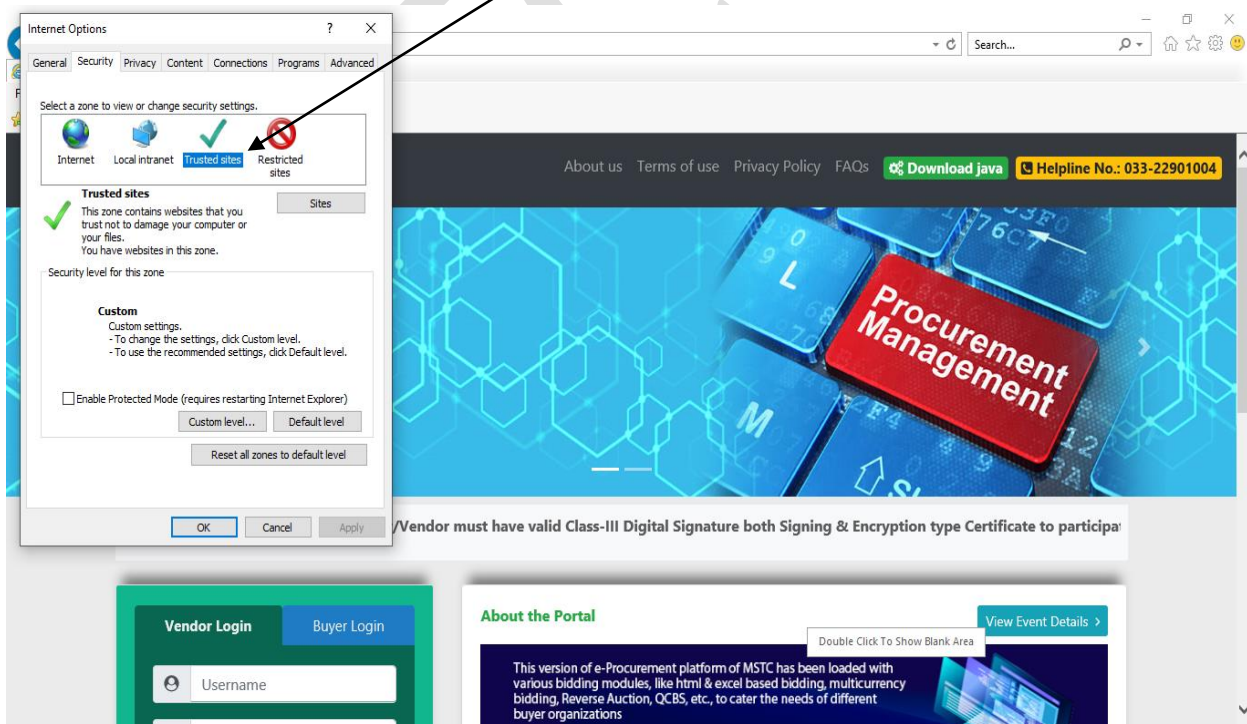 Internet Options
? X
General Security Privacy Content Connections Programs Advanced
Select a zone to view or change security settings.
Internet Local intranet Trusted sites Restricted sites
Trusted sites
This zone contains websites that you
trust not to damage your computer or
your files.
You have websites in this zone.
Sites
Security level for this zone
Custom
Custom settings.
- To change the settings, click Custom level.
- To use the recommended settings, click Default level.
Enable Protected Mode (requires restarting Internet Explorer)
Custom level... Default level
Reset all zones to default level
OK Cancel Apply
Search...
About us Terms of use Privacy Policy FAQs Download java Helpline No.: 033-22901004
Procurement
Management
L
M
76C7
F4
12
3A
/Vendor must have valid Class-III Digital Signature both Signing & Encryption type Certificate to participat
Vendor Login Buyer Login
Username
About the Portal
View Event Details >
Double Click To Show Blank Area
This version of e-Procurement platform of MSTC has been loaded with
various bidding modules, like html & excel based bidding, multicurrency
bidding, Reverse Auction, QCBS, etc., to cater the needs of different
buyer organizations